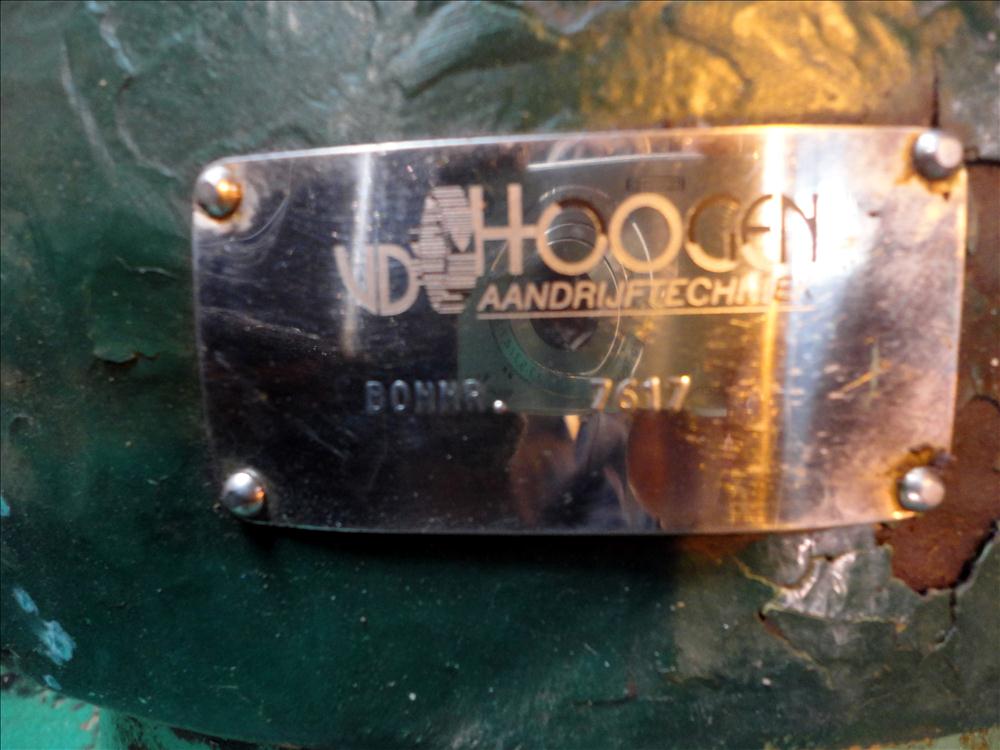 VD HOOGEN
AANDRIJFTECHNIEK
BONNR. 7617